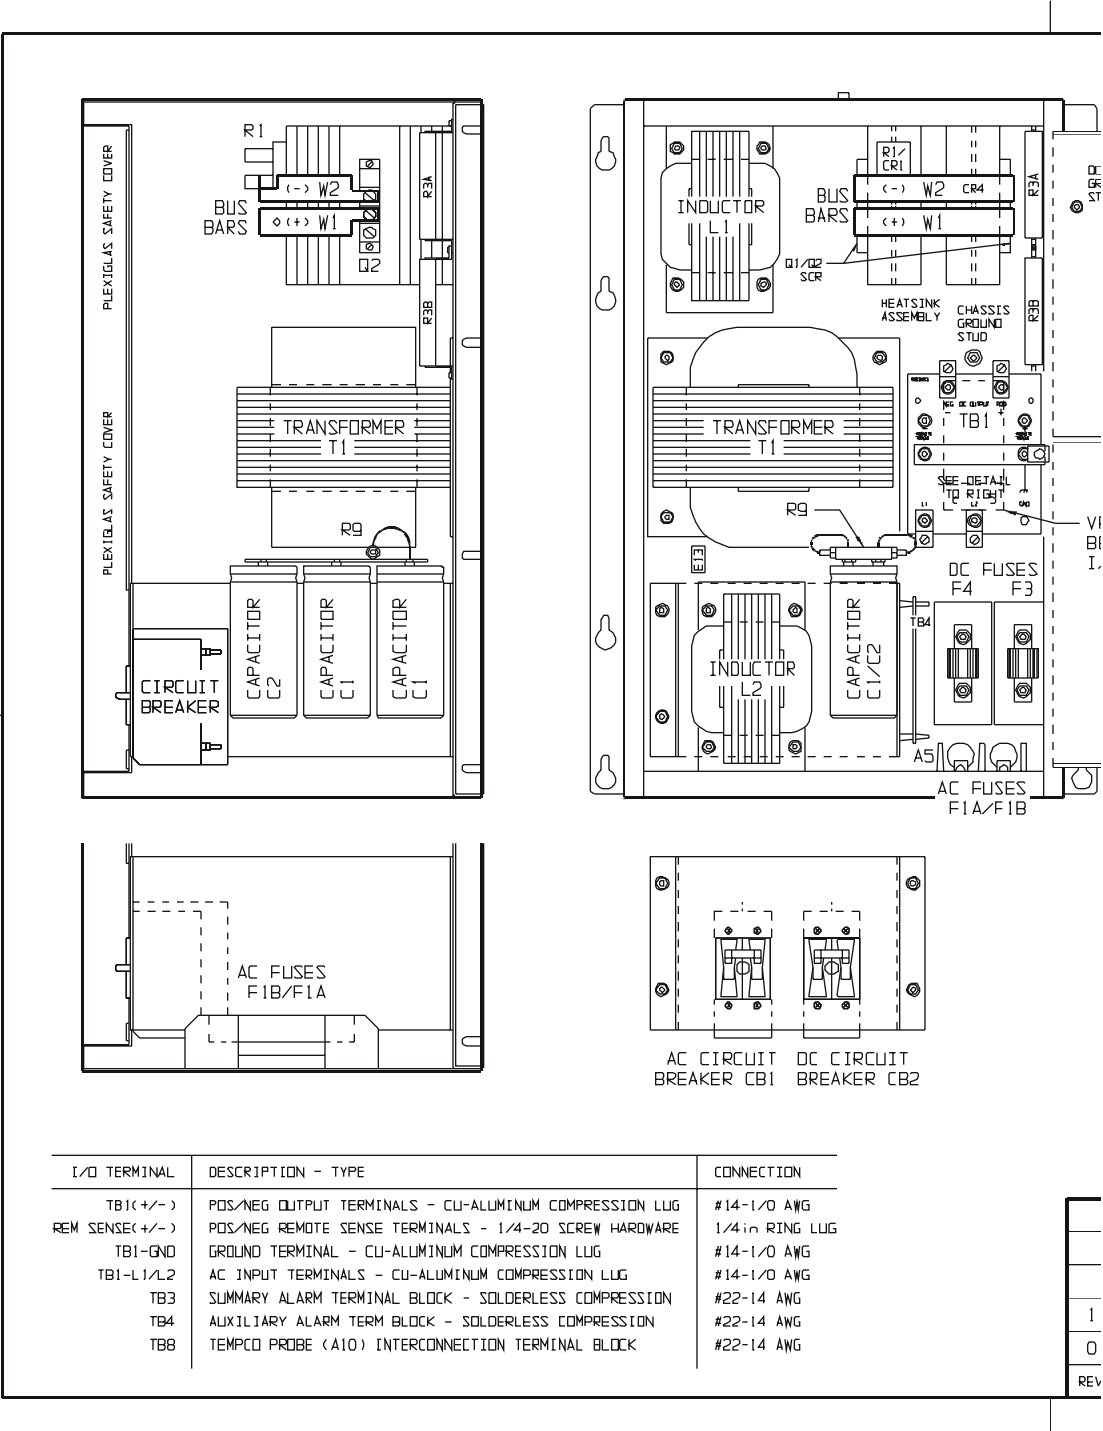 R1
PLEXIGLAS SAFETY COVER
(-) W2
BUS
BARS
(+) W1
Q2
R3A
R3B
TRANSFORMER
T1
PLEXIGLAS SAFETY COVER
R9
CAPACITOR
C2
CAPACITOR
C1
CAPACITOR
C1
CIRCUIT
BREAKER
INDUCTOR
L1
R1/
CR1
BUS
BARS
(-) W2 CR4
(+) W1
Q1/Q2
SCR
R3A
R3B
HEATSINK
ASSEMBLY
CHASSIS
GROUND
STUD
TRANSFORMER
T1
NEG DC OUTPUT POS
- +
TB1
SEE DETAIL
TO RIGHT
L1 L2 GND
R9
E13
DC FUSES
F4 F3
TB4
INDUCTOR
L2
CAPACITOR
C1/C2
A5
AC FUSES
F1A/F1B
AC FUSES
F1B/F1A
AC CIRCUIT
BREAKER CB1
DC CIRCUIT
BREAKER CB2
I/O TERMINAL DESCRIPTION - TYPE CONNECTION
TB1(+/-) POS/NEG OUTPUT TERMINALS - CU-ALUMINUM COMPRESSION LUG #14-1/0 AWG
REM SENSE(+/-) POS/NEG REMOTE SENSE TERMINALS - 1/4-20 SCREW HARDWARE 1/4in RING LUG
TB1-GND GROUND TERMINAL - CU-ALUMINUM COMPRESSION LUG #14-1/0 AWG
TB1-L1/L2 AC INPUT TERMINALS - CU-ALUMINUM COMPRESSION LUG #14-1/0 AWG
TB3 SUMMARY ALARM TERMINAL BLOCK - SOLDERLESS COMPRESSION #22-14 AWG
TB4 AUXILIARY ALARM TERM BLOCK - SOLDERLESS COMPRESSION #22-14 AWG
TB8 TEMPCO PROBE (A10) INTERCONNECTION TERMINAL BLOCK #22-14 AWG
1
0
REV